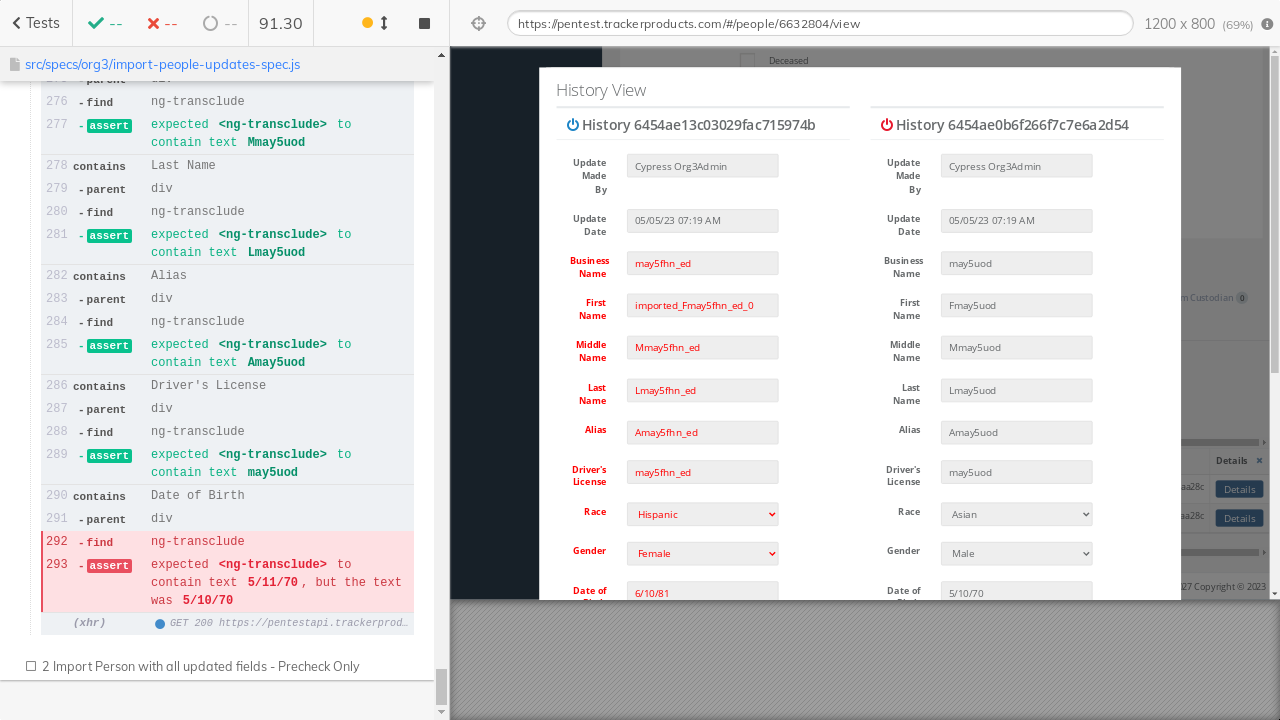 Tests
--
--
--
91.30
https://pentest.trackerproducts.com/#/people/6632804/view
1200 x 800 (69%)
src/specs/org3/import-people-updates-spec.js
276 - find ng-transclude
277 - assert expected <ng-transclude> to
contain text Mmay5uod
278 contains Last Name
279 - parent div
280 - find ng-transclude
281 - assert expected <ng-transclude> to
contain text Lmay5uod
282 contains Alias
283 - parent div
284 - find ng-transclude
285 - assert expected <ng-transclude> to
contain text Amay5uod
286 contains Driver's License
287 - parent div
288 - find ng-transclude
289 - assert expected <ng-transclude> to
contain text may5uod
290 contains Date of Birth
291 - parent div
292 - find ng-transclude
293 - assert expected <ng-transclude> to
contain text 5/11/70, but the text
was 5/10/70
(xhr) GET 200 https://pentestapi.trackerprod…
2 Import Person with all updated fields - Precheck Only
Deceased
History View
History 6454ae13c03029fac715974b
Update
Made
By
Cypress Org3Admin
Update
Date
05/05/23 07:19 AM
Business
Name
may5fhn_ed
First
Name
imported_Fmay5fhn_ed_0
Middle
Name
Mmay5fhn_ed
Last
Name
Lmay5fhn_ed
Alias
Amay5fhn_ed
Driver's
License
may5fhn_ed
Race
Hispanic
Gender
Female
Date of
6/10/81
History 6454ae0b6f266f7c7e6a2d54
Update
Made
By
Cypress Org3Admin
Update
Date
05/05/23 07:19 AM
Business
Name
may5uod
First
Name
Fmay5uod
Middle
Name
Mmay5uod
Last
Name
Lmay5uod
Alias
Amay5uod
Driver's
License
may5uod
Race
Asian
Gender
Male
Date of
5/10/70
m Custodian 0
Details
aa28c Details
aa28c Details
27 Copyright © 2023